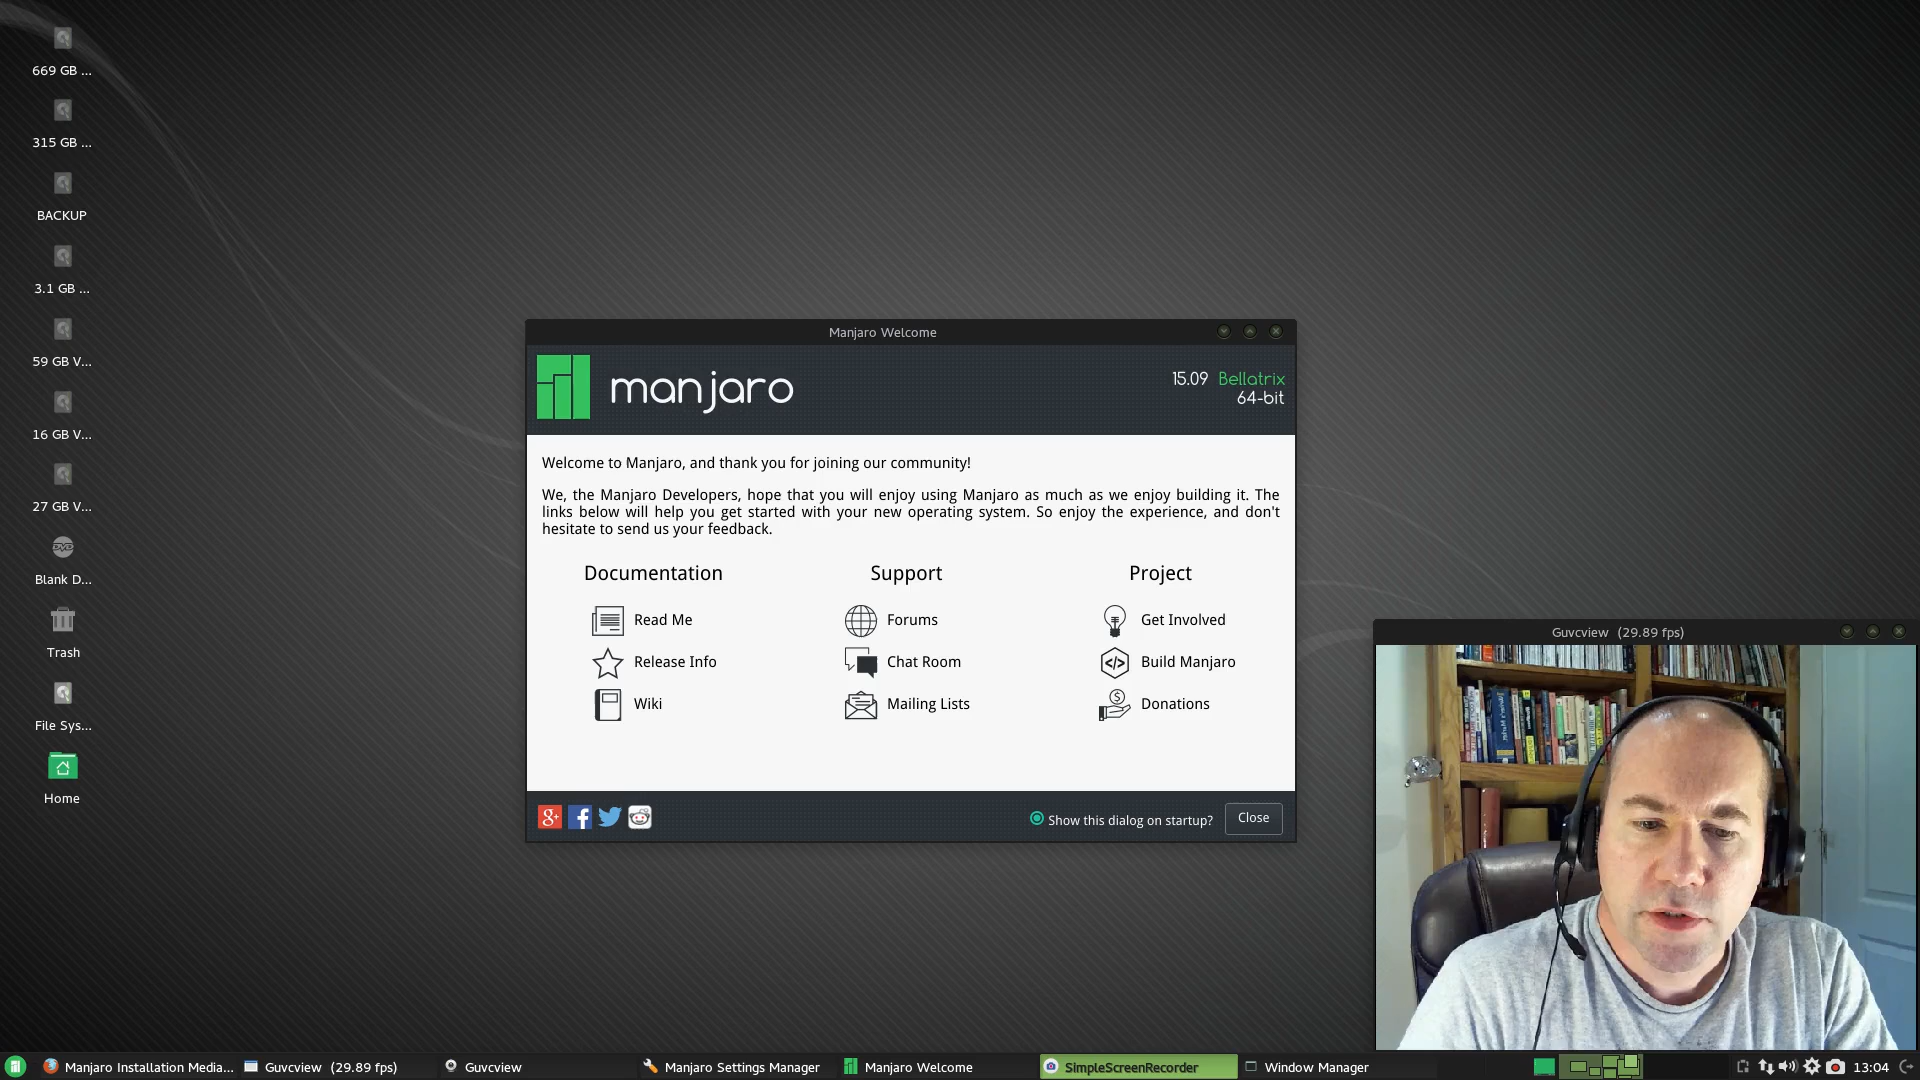 669 GB ...
315 GB ...
BACKUP
3.1 GB ...
59 GB V...
16 GB V...
27 GB V...
Blank D...
Trash
File Sys...
Home
Manjaro Welcome
manjaro
15.09 Bellatrix
64-bit
Welcome to Manjaro, and thank you for joining our community!
We, the Manjaro Developers, hope that you will enjoy using Manjaro as much as we enjoy building it. The
links below will help you get started with your new operating system. So enjoy the experience, and don't
hesitate to send us your feedback.
Documentation
Read Me
Release Info
Wiki
Support
Forums
Chat Room
Mailing Lists
Project
Get Involved
Build Manjaro
Donations
Show this dialog on startup?
Close
Guvcview (29.89 fps)
Manjaro Installation Media...
Guvcview (29.89 fps)
Guvcview
Manjaro Settings Manager
Manjaro Welcome
SimpleScreenRecorder
Window Manager
13:04